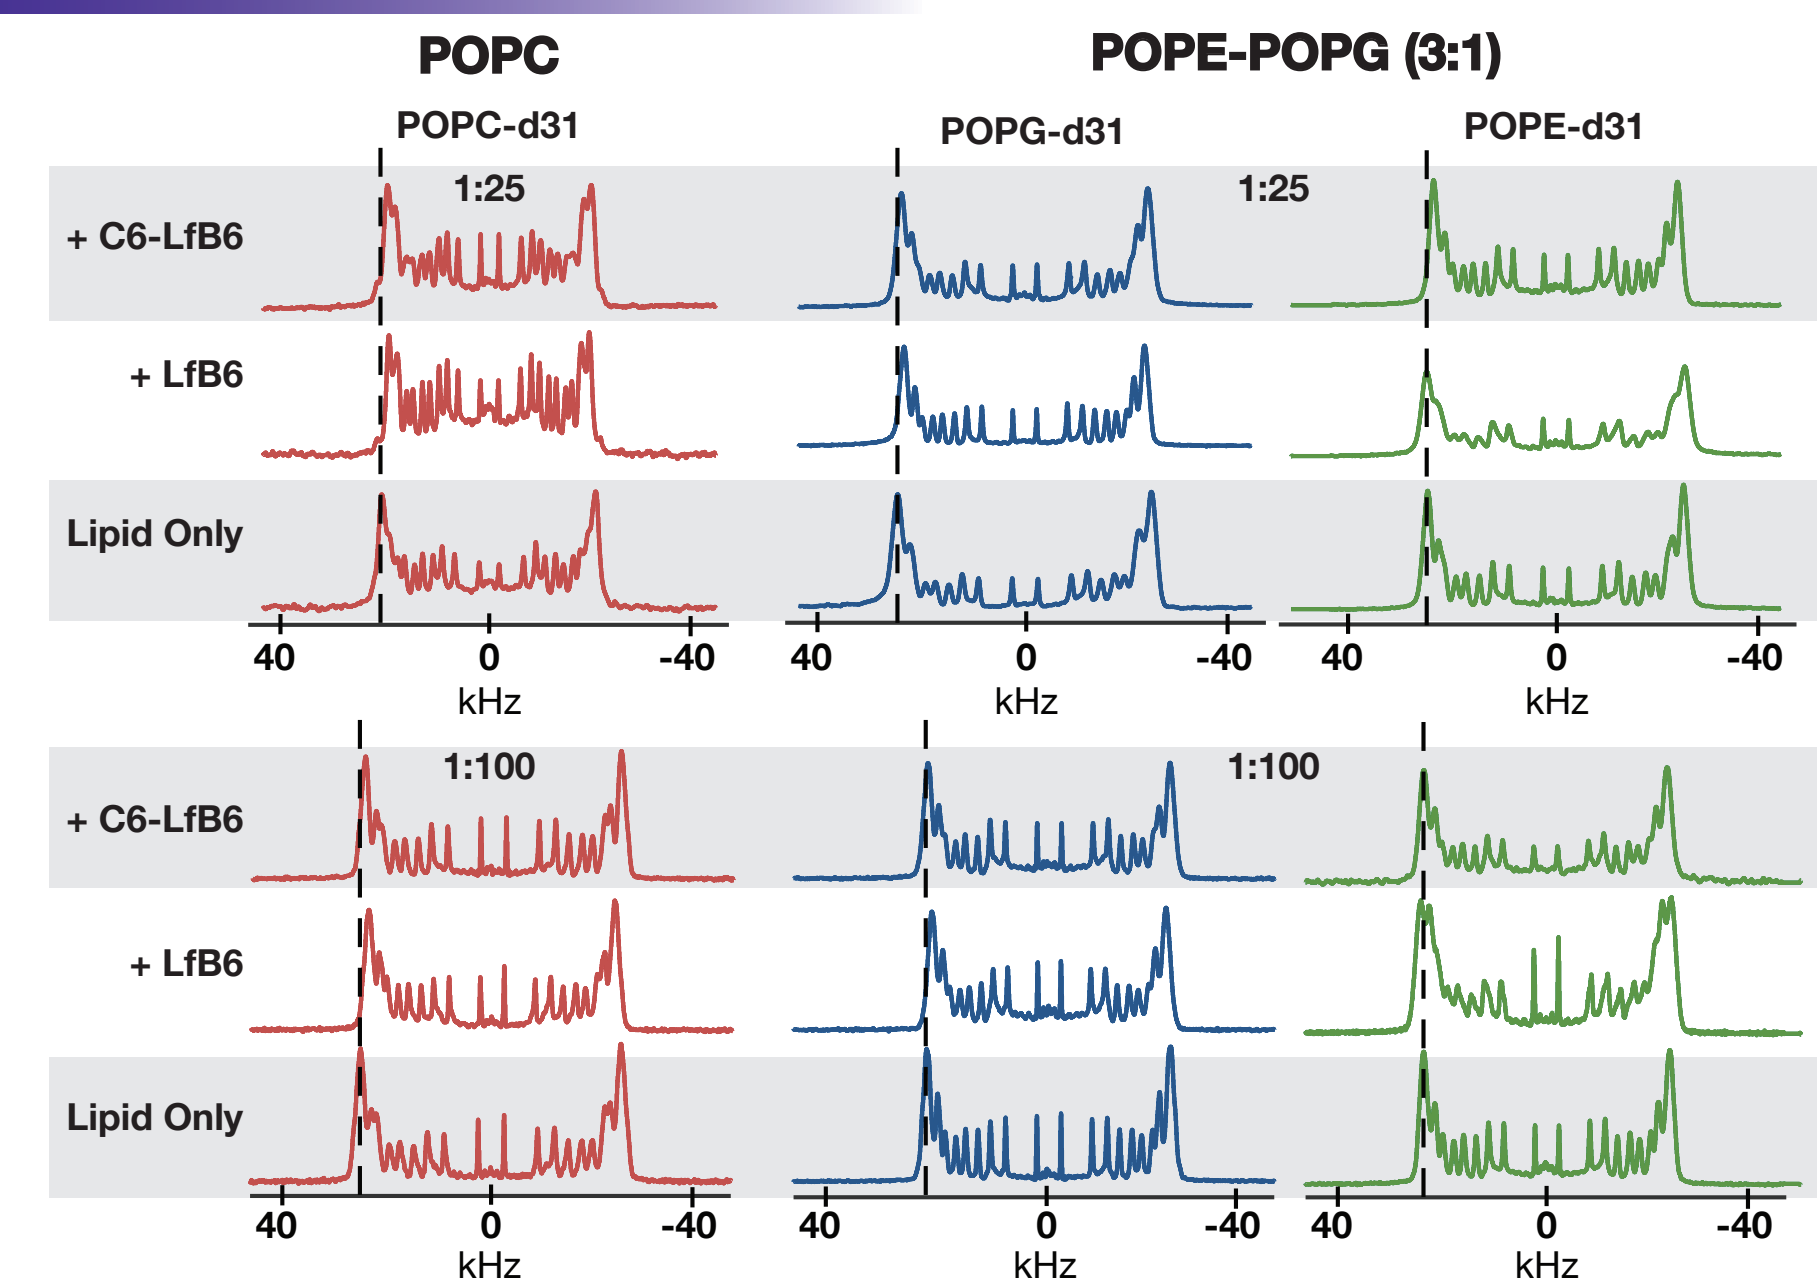 POPC
POPE-POPG (3:1)
POPC-d31
POPG-d31
POPE-d31
1:25
1:25
+ C6-LfB6
+ LfB6
Lipid Only
40 0 -40
40 0 -40
40 0 -40
kHz
kHz
kHz
1:100
1:100
+ C6-LfB6
+ LfB6
Lipid Only
40 0 -40
40 0 -40
40 0 -40
kHz
kHz
kHz